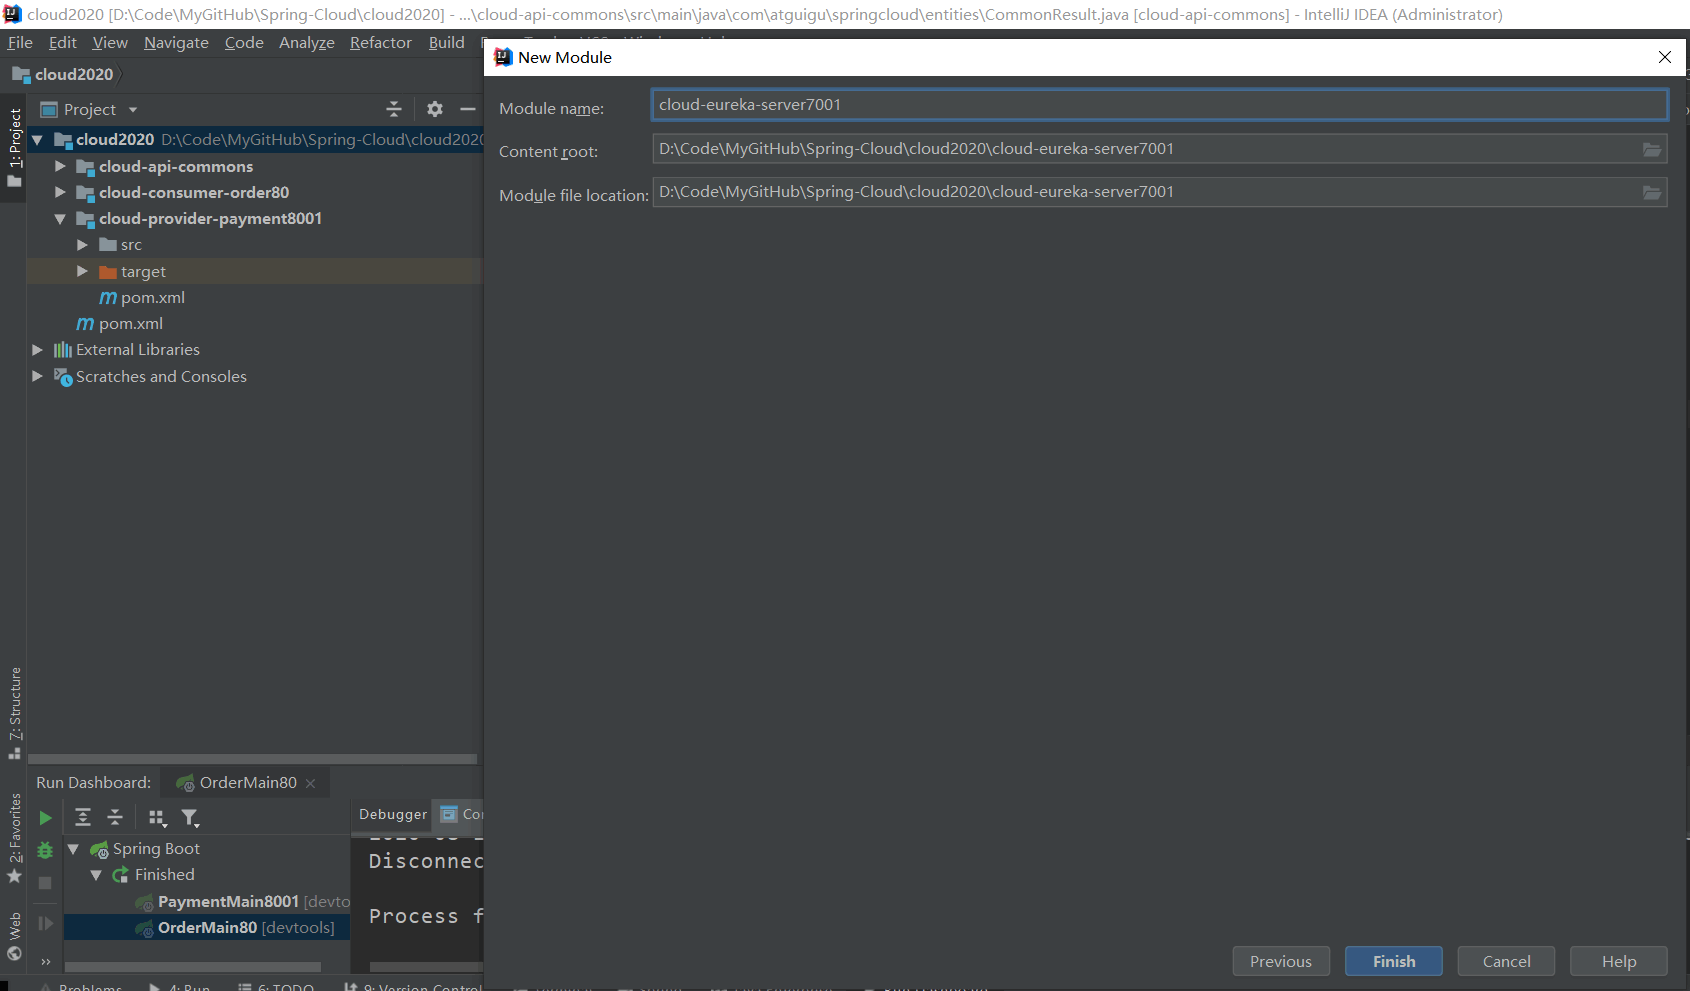 cloud2020 [D:\Code\MyGitHub\Spring-Cloud\cloud2020] - ...\cloud-api-commons\src\main\java\com\atguigu\springcloud\entities\CommonResult.java [cloud-api-commons] - IntelliJ IDEA (Administrator)
File Edit View Navigate Code Analyze Refactor Build
cloud2020
New Module
1: Project
Project
cloud2020 D:\Code\MyGitHub\Spring-Cloud\cloud2020
cloud-api-commons
cloud-consumer-order80
cloud-provider-payment8001
src
target
pom.xml
pom.xml
External Libraries
Scratches and Consoles
Module name: cloud-eureka-server7001
Content root: D:\Code\MyGitHub\Spring-Cloud\cloud2020\cloud-eureka-server7001
Module file location: D:\Code\MyGitHub\Spring-Cloud\cloud2020\cloud-eureka-server7001
7: Structure
2: Favorites
Web
Run Dashboard: OrderMain80
Debugger Co
Spring Boot
Finished
PaymentMain8001 [devto
OrderMain80 [devtools]
Disconnec
Process f
Previous Finish Cancel Help
Problems 4: Run 6: TODO 9: Version Control